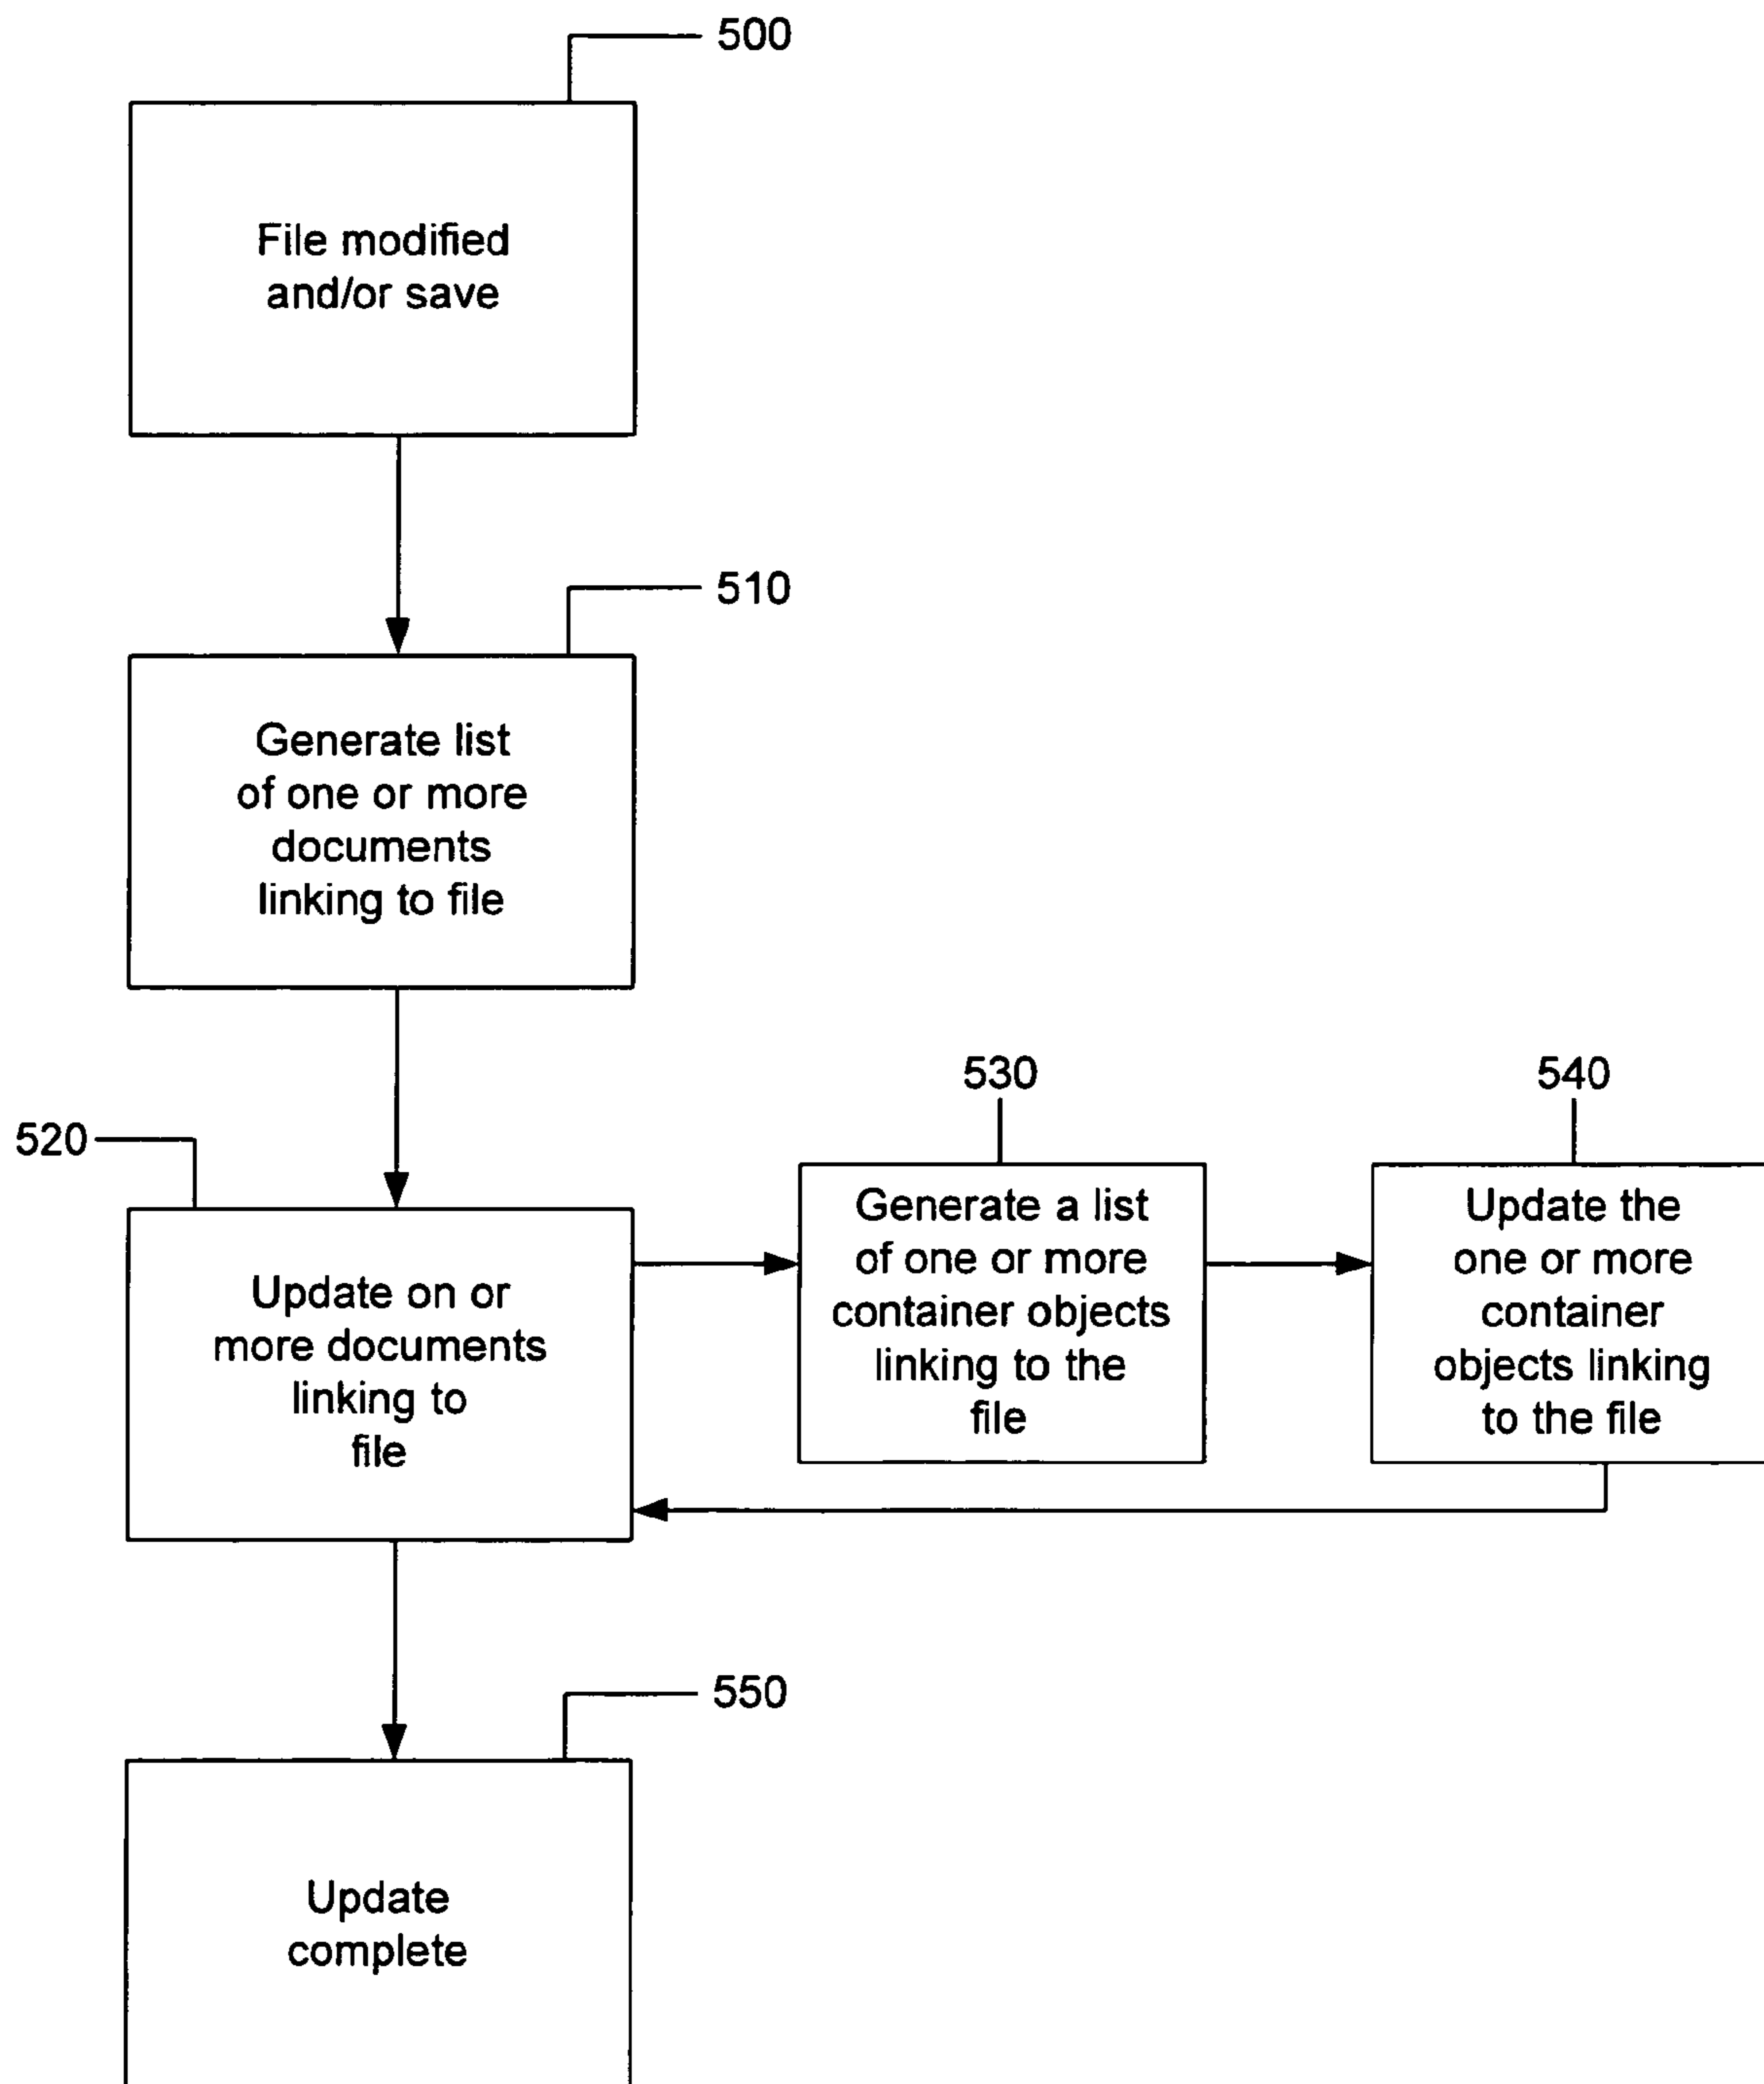 500
File modified
and/or save
510
Generate list
of one or more
documents
linking to file
520
Update on or
more documents
linking to
file
530
Generate a list
of one or more
container objects
linking to the
file
540
Update the
one or more
container
objects linking
to the file
550
Update
complete